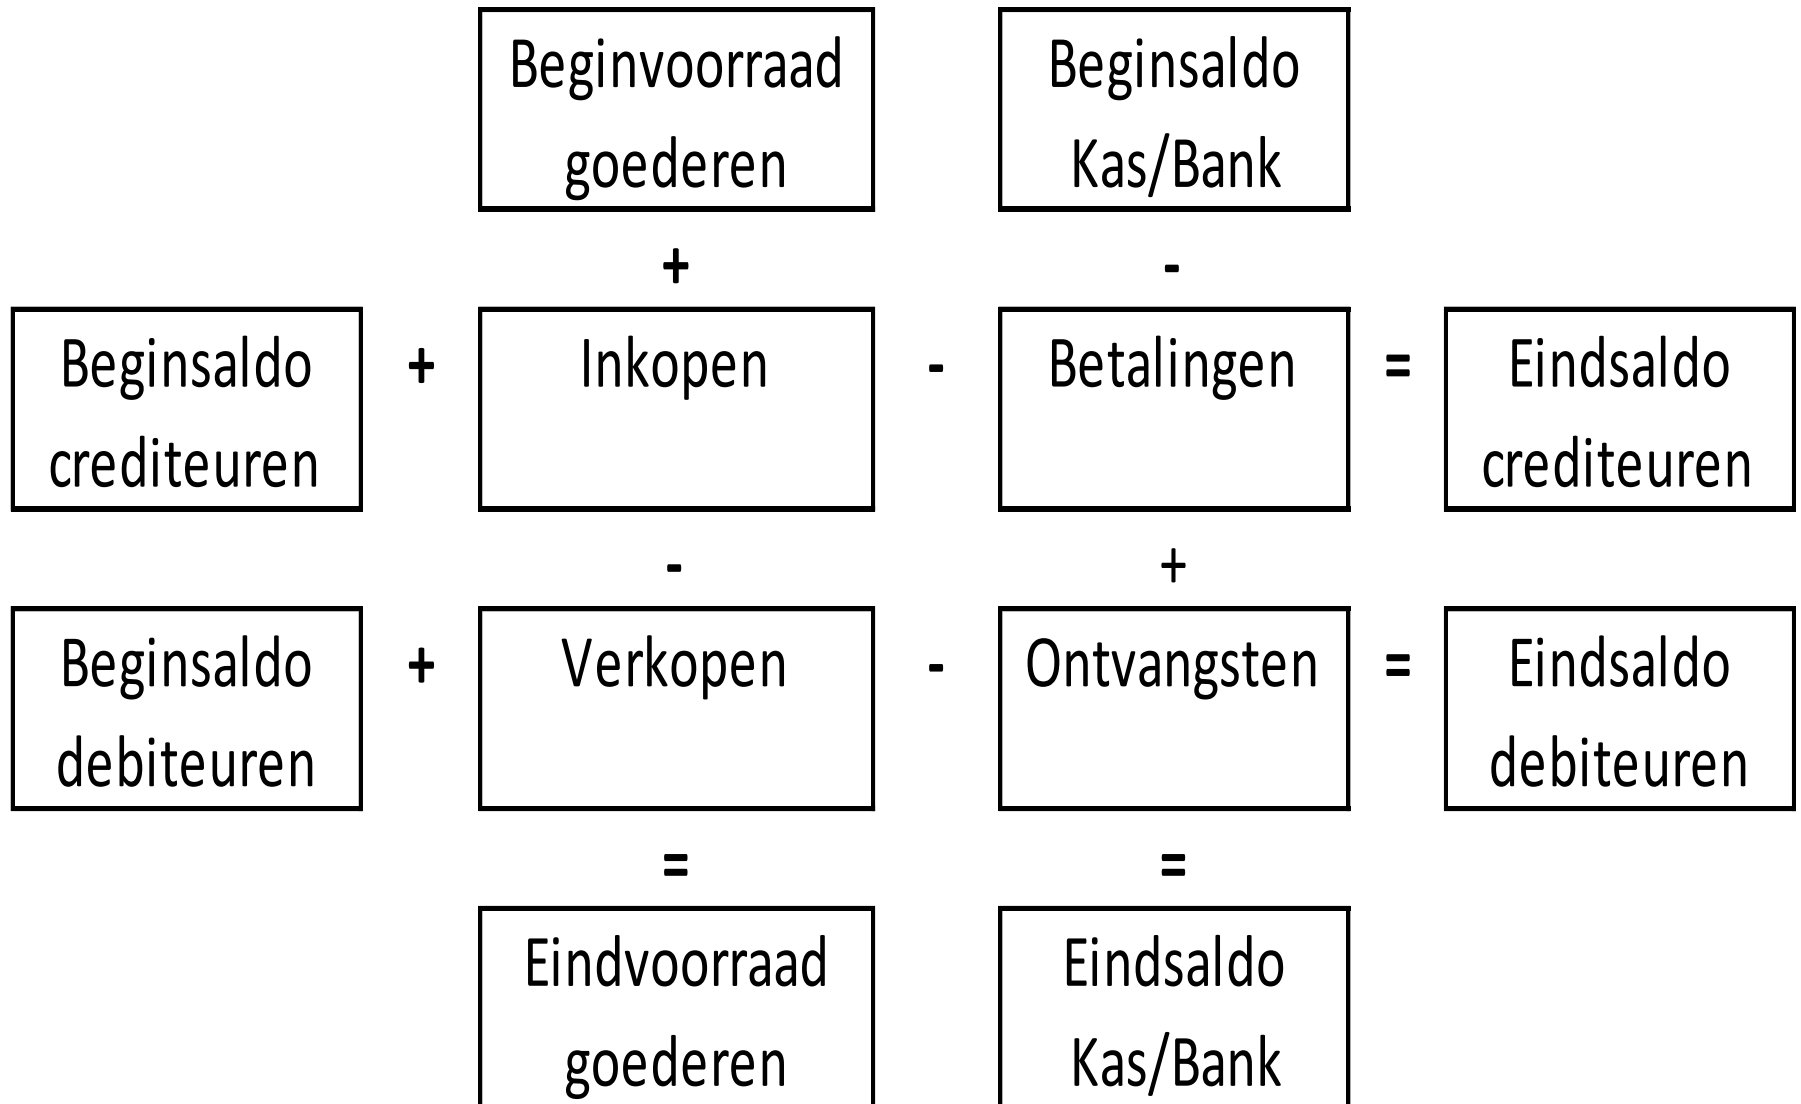 Beginvoorraad
goederen
Beginsaldo
Kas/Bank
+
-
Beginsaldo
crediteuren
+
Inkopen
-
Betalingen
=
Eindsaldo
crediteuren
-
+
Beginsaldo
debiteuren
+
Verkopen
-
Ontvangsten
=
Eindsaldo
debiteuren
=
=
Eindvoorraad
goederen
Eindsaldo
Kas/Bank